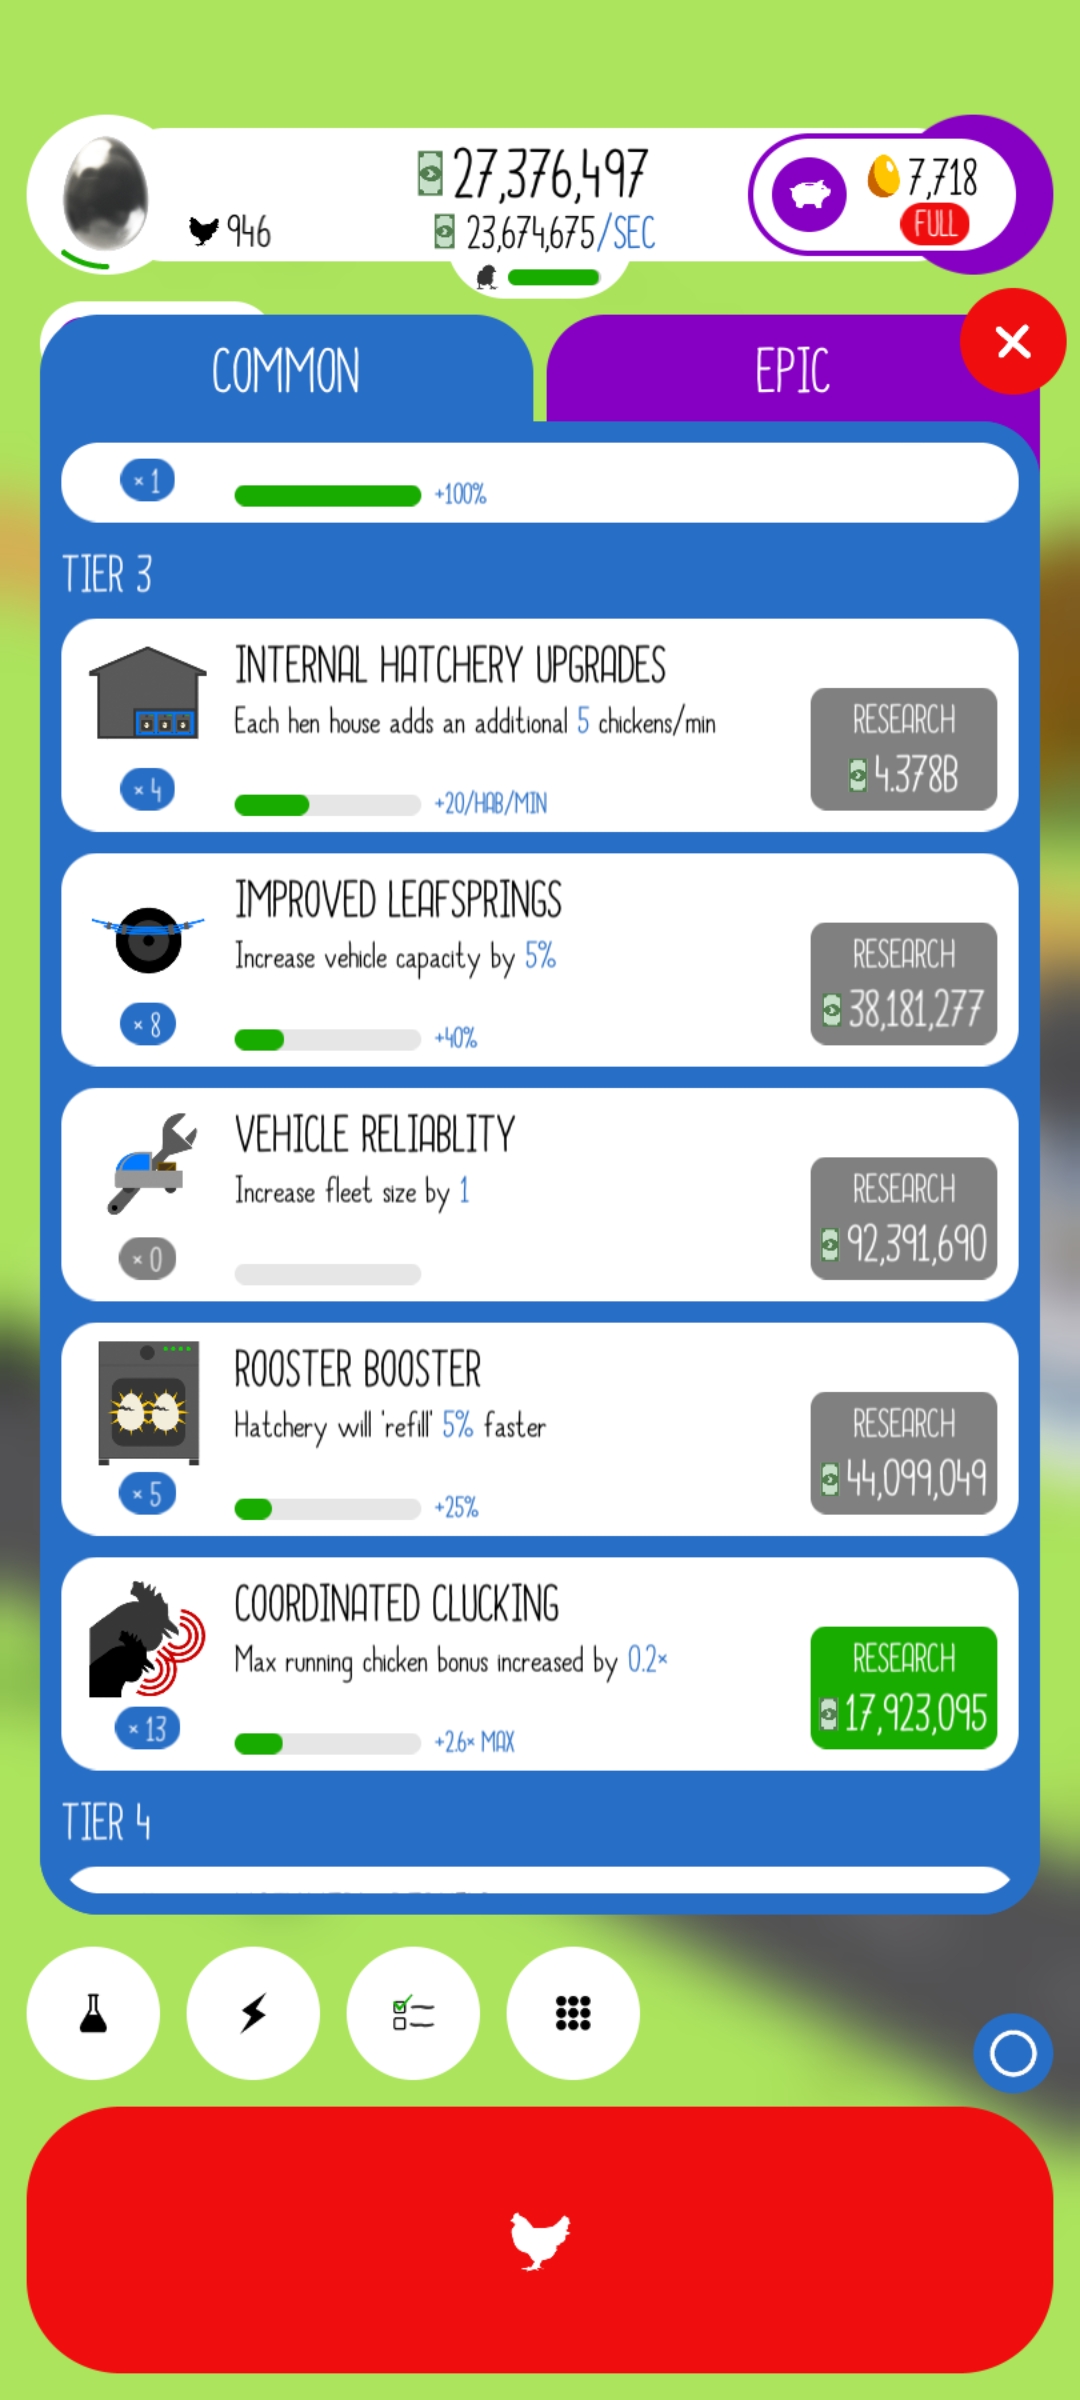 27,376,497
7,718
946
23,674,675/SEC
FULL
COMMON
EPIC
× 1
+100%
TIER 3
INTERNAL HATCHERY UPGRADES
Each hen house adds an additional 5 chickens/min
RESEARCH
4.378B
× 4
+20/HAB/MIN
IMPROVED LEAFSPRINGS
Increase vehicle capacity by 5%
RESEARCH
38,181,277
× 8
+40%
VEHICLE RELIABLITY
Increase fleet size by 1
RESEARCH
92,391,690
× 0
ROOSTER BOOSTER
Hatchery will 'refill' 5% faster
RESEARCH
44,099,049
× 5
+25%
COORDINATED CLUCKING
Max running chicken bonus increased by 0.2×
RESEARCH
17,923,095
× 13
+2.6× MAX
TIER 4